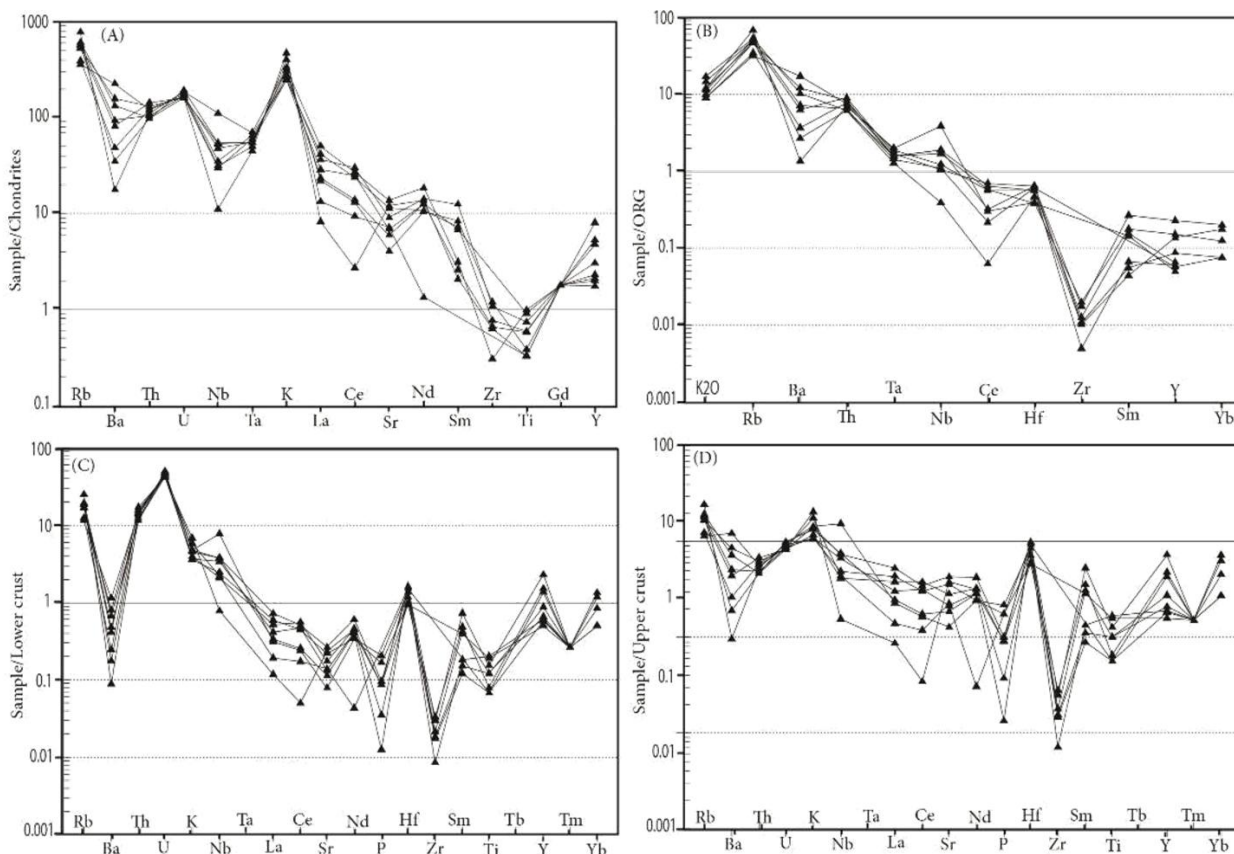 (A)
1000
100
10
1
0.1
Sample/Chondrites
Rb Th Nb K Ce Nd Zr Gd
Ba U Ta La Sr Sm Ti Y
(B)
100
10
1
0.1
0.01
0.001
Sample/ORG
K2O Ba Ta Ce Zr Y
Rb Th Nb Hf Sm Yb
(C)
100
10
1
0.1
0.01
0.001
Sample/Lower crust
Rb Th K Ta Ce Nd Hf Sm Tb Tm
Ba U Nb La Sr P Zr Ti Y Yb
(D)
100
10
1
0.1
0.01
0.001
Sample/Upper crust
Rb Th K Ta Ce Nd Hf Sm Tb Tm
Ba U Nb La Sr P Zr Ti Y Yb